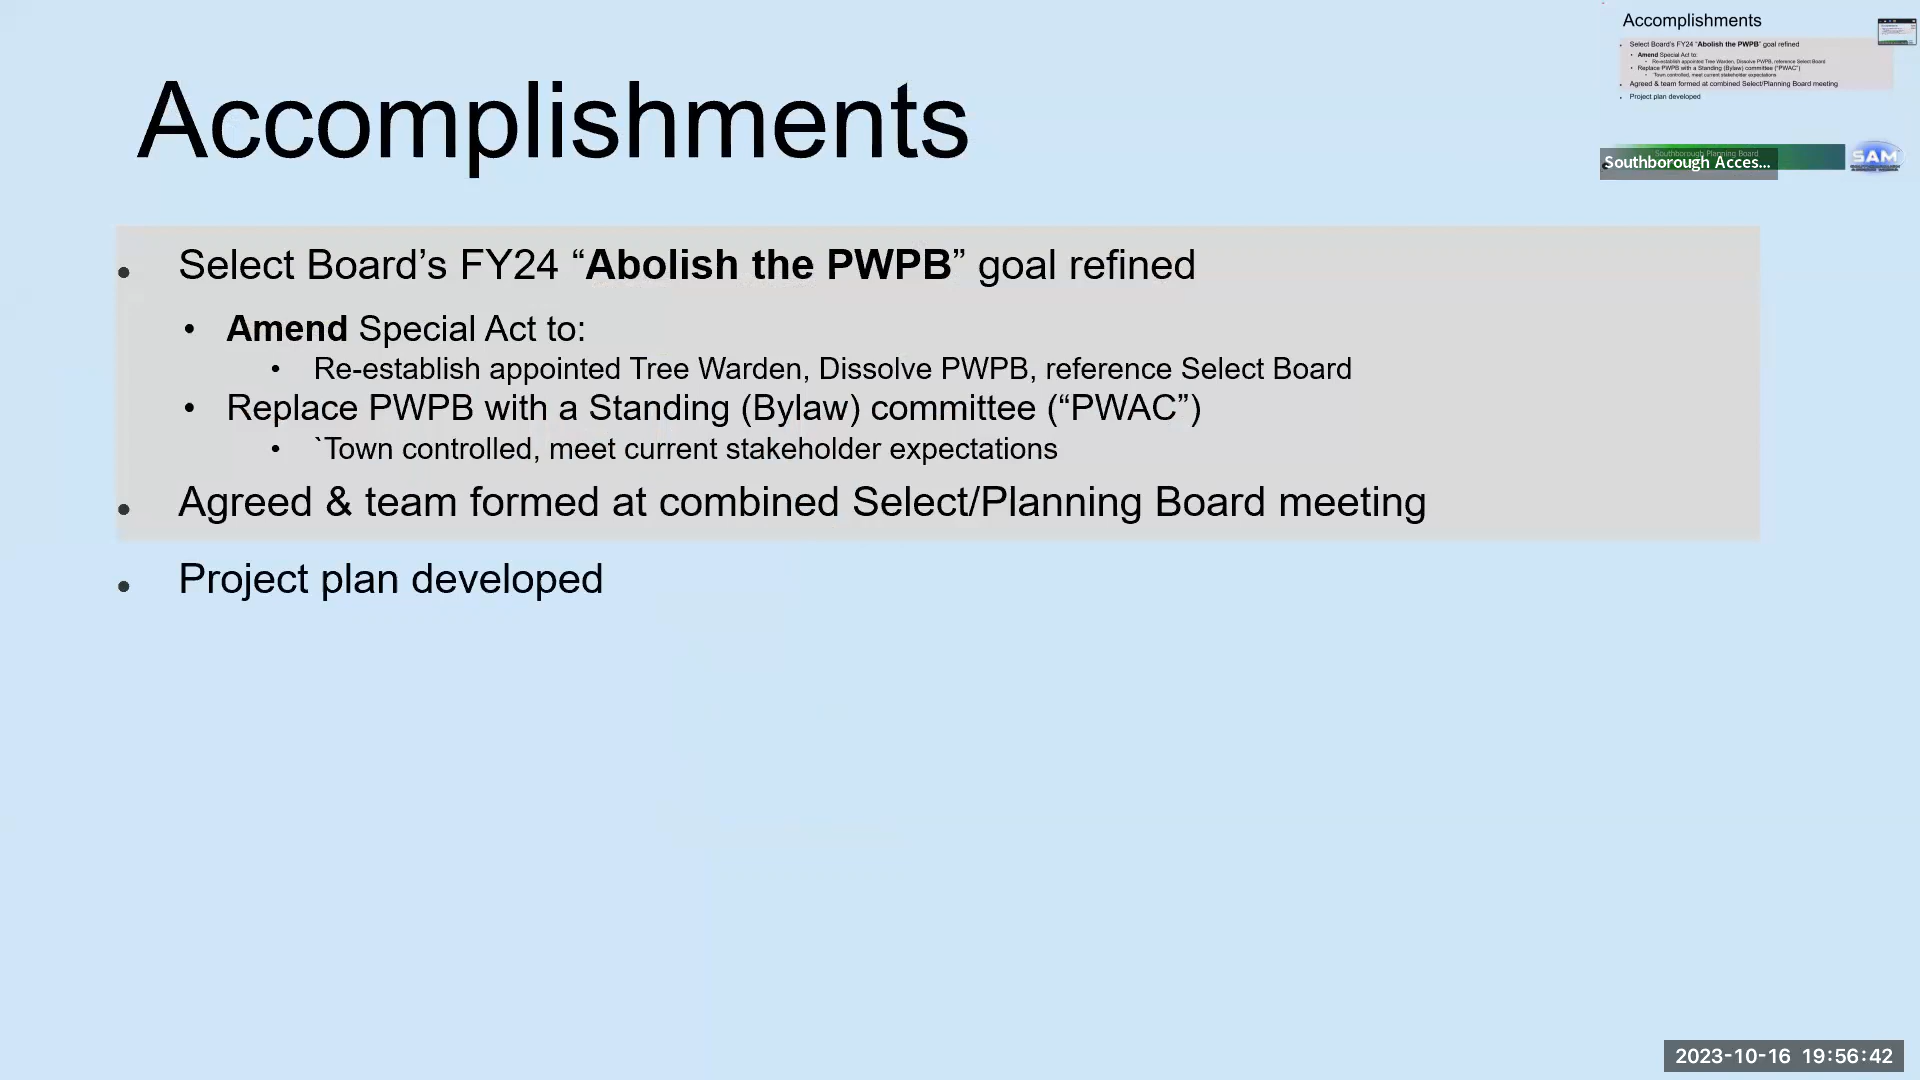 Accomplishments
Select Board’s FY24 “Abolish the PWPB” goal refined
Amend Special Act to:
Re-establish appointed Tree Warden, Dissolve PWPB, reference Select Board
Replace PWPB with a Standing (Bylaw) committee (“PWAC”)
`Town controlled, meet current stakeholder expectations
Agreed & team formed at combined Select/Planning Board meeting
Project plan developed
Accomplishments
Select Board's FY24 "Abolish the PWPB" goal refined
Amend Special Act to:
Re-establish appointed Tree Warden, Dissolve PWPB, reference Select Board
Replace PWPB with a Standing (Bylaw) committee ("PWAC")
`Town controlled, meet current stakeholder expectations
Agreed & team formed at combined Select/Planning Board meeting
Project plan developed
Southborough Planning Board
Southborough Acces...
SAM
2023-10-16 19:56:42